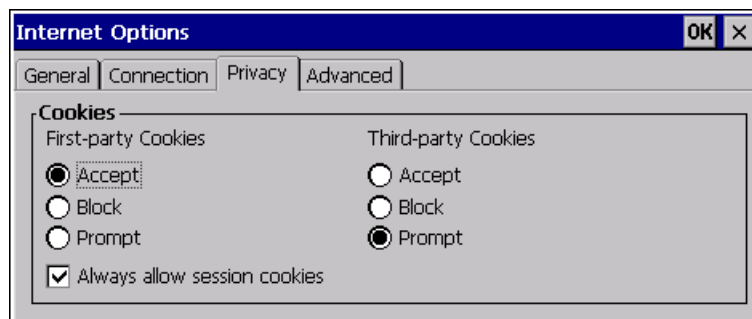 Internet Options OK ×
General Connection Privacy Advanced
Cookies
First-party Cookies Third-party Cookies
Accept Accept
Block Block
Prompt Prompt
Always allow session cookies